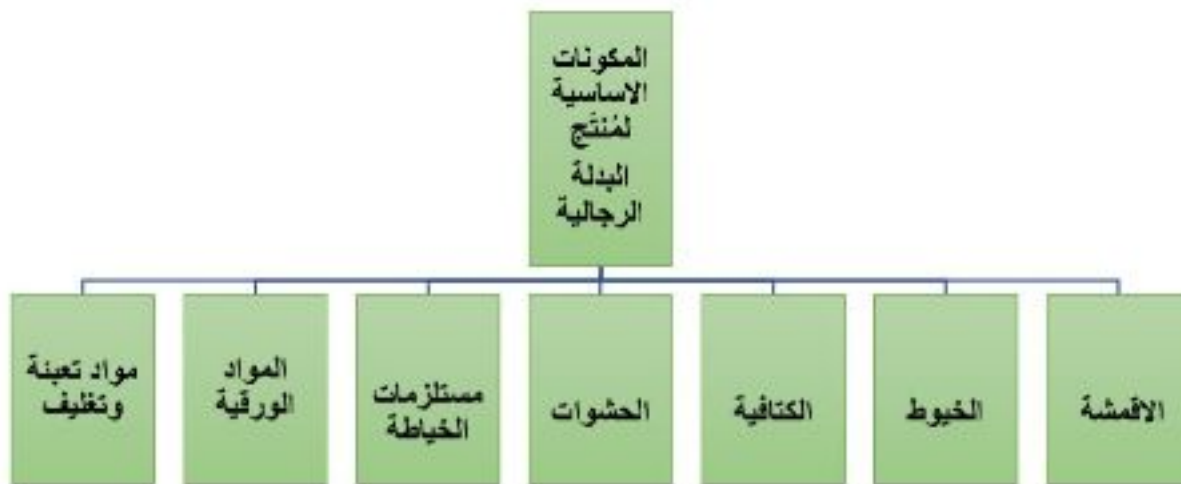 المكونات
الاساسية
لمُنتَج
البدلة
الرجالية
الاقمشة
الخيوط
الكتافية
الحشوات
مستلزمات
الخياطة
المواد
الورقية
مواد تعبئة
وتغليف